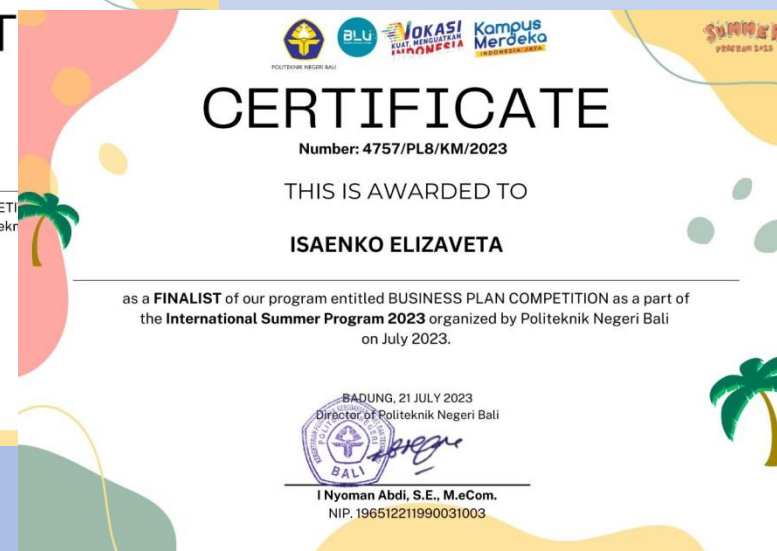 T
ETI
POLITEKNIK NEGERI BALI
BLU
VOKASI
KUAT, MENGUATKAN
INDONESIA
Kampus
Merdeka
INDONESIA JAYA
CERTIFICATE
Number: 4757/PL8/KM/2023
THIS IS AWARDED TO
ISAENKO ELIZAVETA
as a FINALIST of our program entitled BUSINESS PLAN COMPETITION as a part of
the International Summer Program 2023 organized by Politeknik Negeri Bali
on July 2023.
BADUNG, 21 JULY 2023
Director of Politeknik Negeri Bali
BALI
I Nyoman Abdi, S.E., M.eCom.
NIP. 196512211990031003